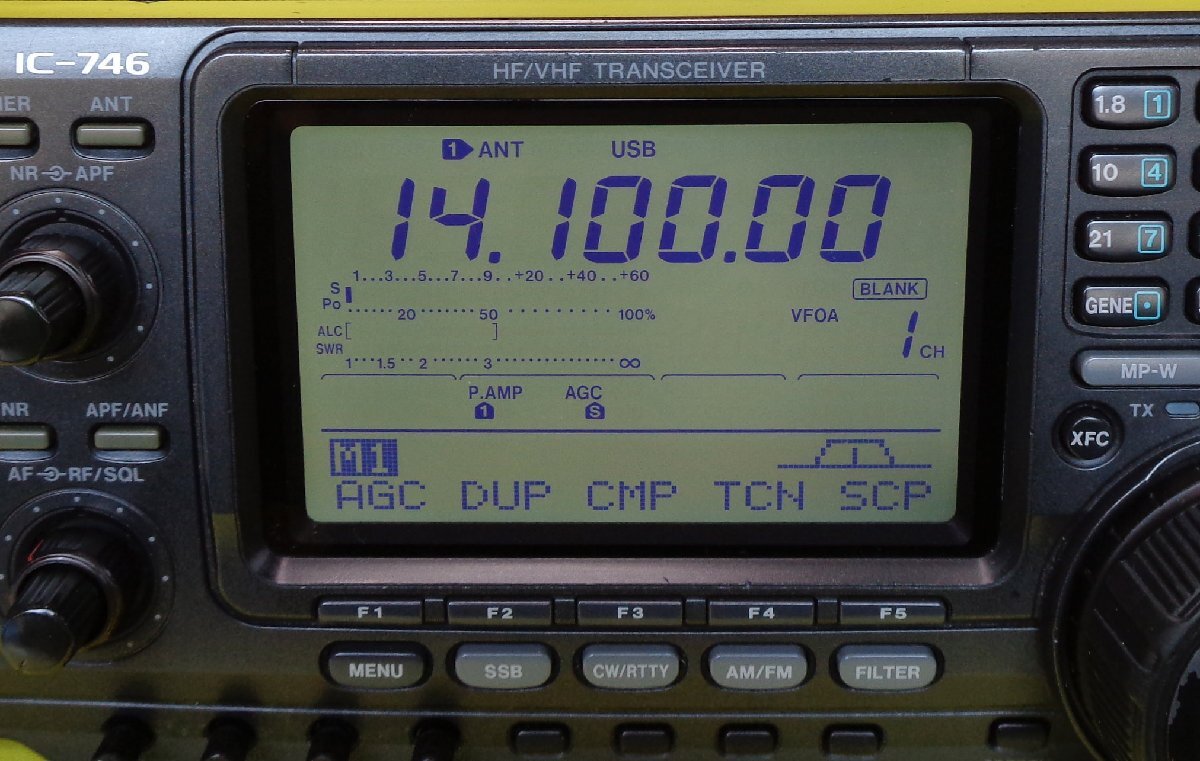 IC-746
HF/VHF TRANSCEIVER
ANT
NR APF
1 ANT USB
14.100.00
1...3...5...7...9..+20..+40..+60
S
Po
20 50 100%
BLANK
VFOA
1 CH
ALC
SWR
1 1.5 2 3 ∞
P.AMP AGC
1 S
M1
AGC DUP CMP TCN SCP
NR APF/ANF
AF RF/SQL
F1 F2 F3 F4 F5
MENU SSB CW/RTTY AM/FM FILTER
1.8 1
10 4
21 7
GENE •
MP-W
TX
XFC